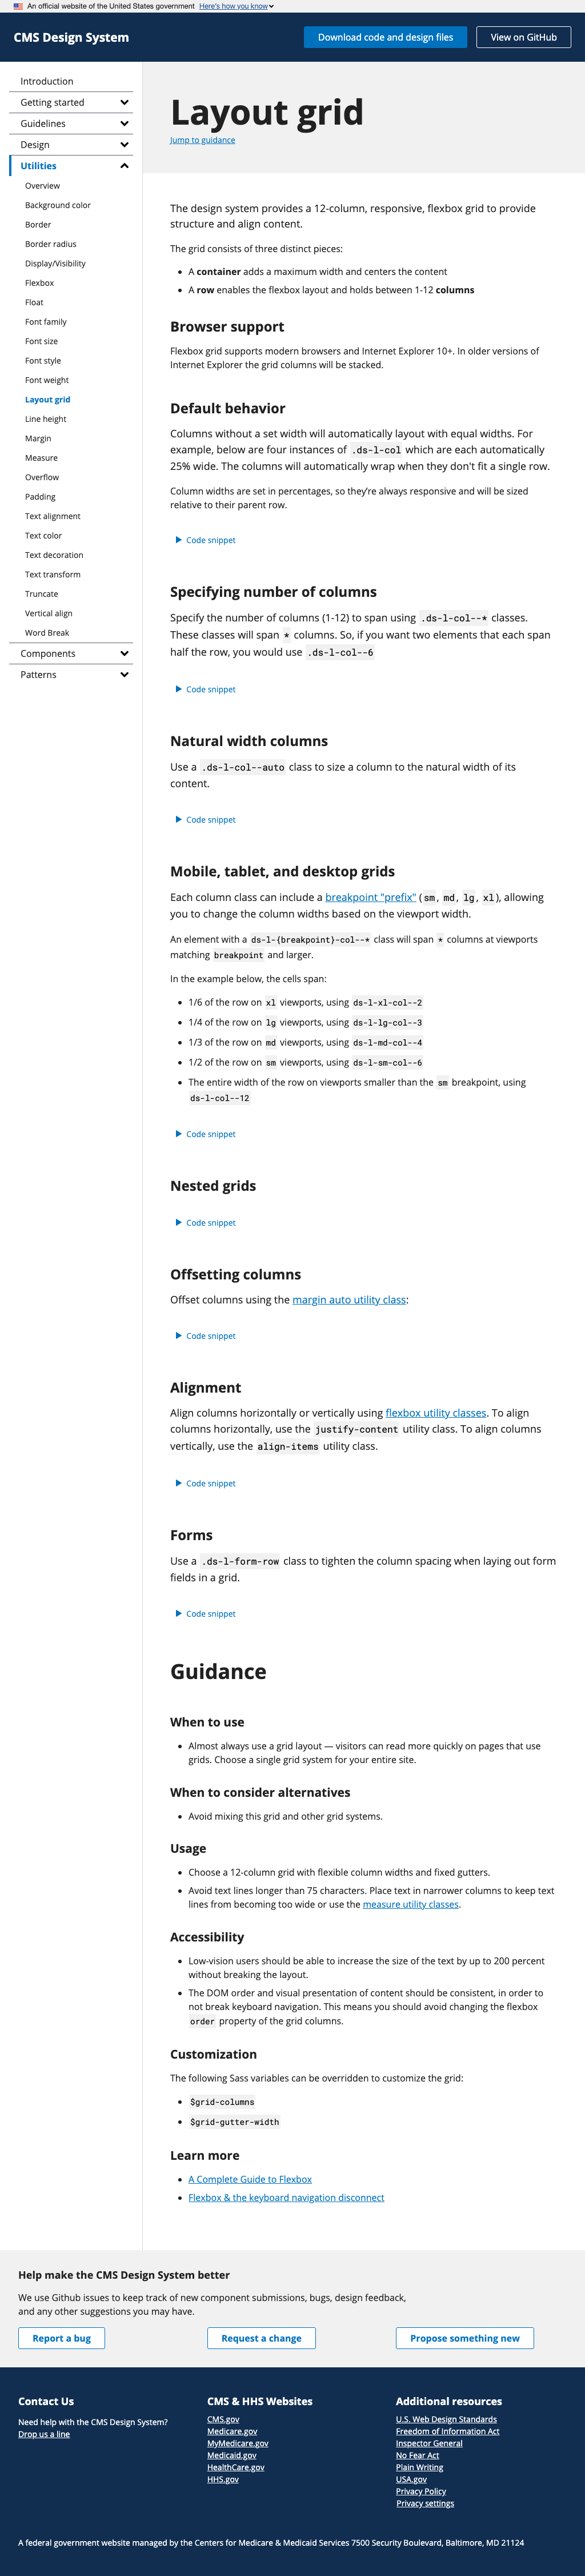 An official website of the United States government Here's how you know
CMS Design System
Download code and design files
View on GitHub
Introduction
Getting started
Guidelines
Design
Utilities
Overview
Background color
Border
Border radius
Display/Visibility
Flexbox
Float
Font family
Font size
Font style
Font weight
Layout grid
Line height
Margin
Measure
Overflow
Padding
Text alignment
Text color
Text decoration
Text transform
Truncate
Vertical align
Word Break
Components
Patterns
Layout grid
Jump to guidance
The design system provides a 12-column, responsive, flexbox grid to provide
structure and align content.
The grid consists of three distinct pieces:
• A container adds a maximum width and centers the content
• A row enables the flexbox layout and holds between 1-12 columns
Browser support
Flexbox grid supports modern browsers and Internet Explorer 10+. In older versions of
Internet Explorer the grid columns will be stacked.
Default behavior
Columns without a set width will automatically layout with equal widths. For
example, below are four instances of .ds-l-col which are each automatically
25% wide. The columns will automatically wrap when they don't fit a single row.
Column widths are set in percentages, so they’re always responsive and will be sized
relative to their parent row.
Code snippet
Specifying number of columns
Specify the number of columns (1-12) to span using .ds-l-col--* classes.
These classes will span * columns. So, if you want two elements that each span
half the row, you would use .ds-l-col--6
Code snippet
Natural width columns
Use a .ds-l-col--auto class to size a column to the natural width of its
content.
Code snippet
Mobile, tablet, and desktop grids
Each column class can include a breakpoint "prefix" (sm, md, lg, xl), allowing
you to change the column widths based on the viewport width.
An element with a ds-l-{breakpoint}-col--* class will span * columns at viewports
matching breakpoint and larger.
In the example below, the cells span:
• 1/6 of the row on xl viewports, using ds-l-xl-col--2
• 1/4 of the row on lg viewports, using ds-l-lg-col--3
• 1/3 of the row on md viewports, using ds-l-md-col--4
• 1/2 of the row on sm viewports, using ds-l-sm-col--6
• The entire width of the row on viewports smaller than the sm breakpoint, using
ds-l-col--12
Code snippet
Nested grids
Code snippet
Offsetting columns
Offset columns using the margin auto utility class:
Code snippet
Alignment
Align columns horizontally or vertically using flexbox utility classes. To align
columns horizontally, use the justify-content utility class. To align columns
vertically, use the align-items utility class.
Code snippet
Forms
Use a .ds-l-form-row class to tighten the column spacing when laying out form
fields in a grid.
Code snippet
Guidance
When to use
• Almost always use a grid layout — visitors can read more quickly on pages that use
grids. Choose a single grid system for your entire site.
When to consider alternatives
• Avoid mixing this grid and other grid systems.
Usage
• Choose a 12-column grid with flexible column widths and fixed gutters.
• Avoid text lines longer than 75 characters. Place text in narrower columns to keep text
lines from becoming too wide or use the measure utility classes.
Accessibility
• Low-vision users should be able to increase the size of the text by up to 200 percent
without breaking the layout.
• The DOM order and visual presentation of content should be consistent, in order to
not break keyboard navigation. This means you should avoid changing the flexbox
order property of the grid columns.
Customization
The following Sass variables can be overridden to customize the grid:
• $grid-columns
• $grid-gutter-width
Learn more
• A Complete Guide to Flexbox
• Flexbox & the keyboard navigation disconnect
Help make the CMS Design System better
We use Github issues to keep track of new component submissions, bugs, design feedback,
and any other suggestions you may have.
Report a bug
Request a change
Propose something new
Contact Us
Need help with the CMS Design System?
Drop us a line
CMS & HHS Websites
CMS.gov
Medicare.gov
MyMedicare.gov
Medicaid.gov
HealthCare.gov
HHS.gov
Additional resources
U.S. Web Design Standards
Freedom of Information Act
Inspector General
No Fear Act
Plain Writing
USA.gov
Privacy Policy
Privacy settings
A federal government website managed by the Centers for Medicare & Medicaid Services 7500 Security Boulevard, Baltimore, MD 21124